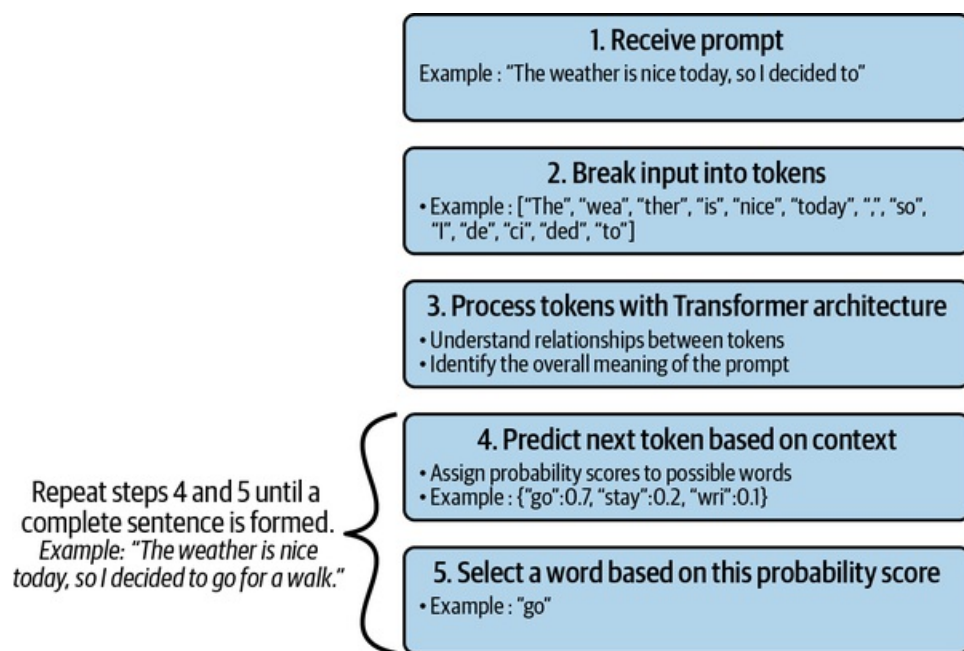 1. Receive prompt
Example : “The weather is nice today, so I decided to”
2. Break input into tokens
• Example : [“The”, “wea”, “ther”, “is”, “nice”, “today”, “,”, “so”,
“I”, “de”, “ci”, “ded”, “to”]
3. Process tokens with Transformer architecture
• Understand relationships between tokens
• Identify the overall meaning of the prompt
4. Predict next token based on context
• Assign probability scores to possible words
• Example : {“go”:0.7, “stay”:0.2, “wri”:0.1}
Repeat steps 4 and 5 until a
complete sentence is formed.
Example: “The weather is nice
today, so I decided to go for a walk.”
5. Select a word based on this probability score
• Example : “go”